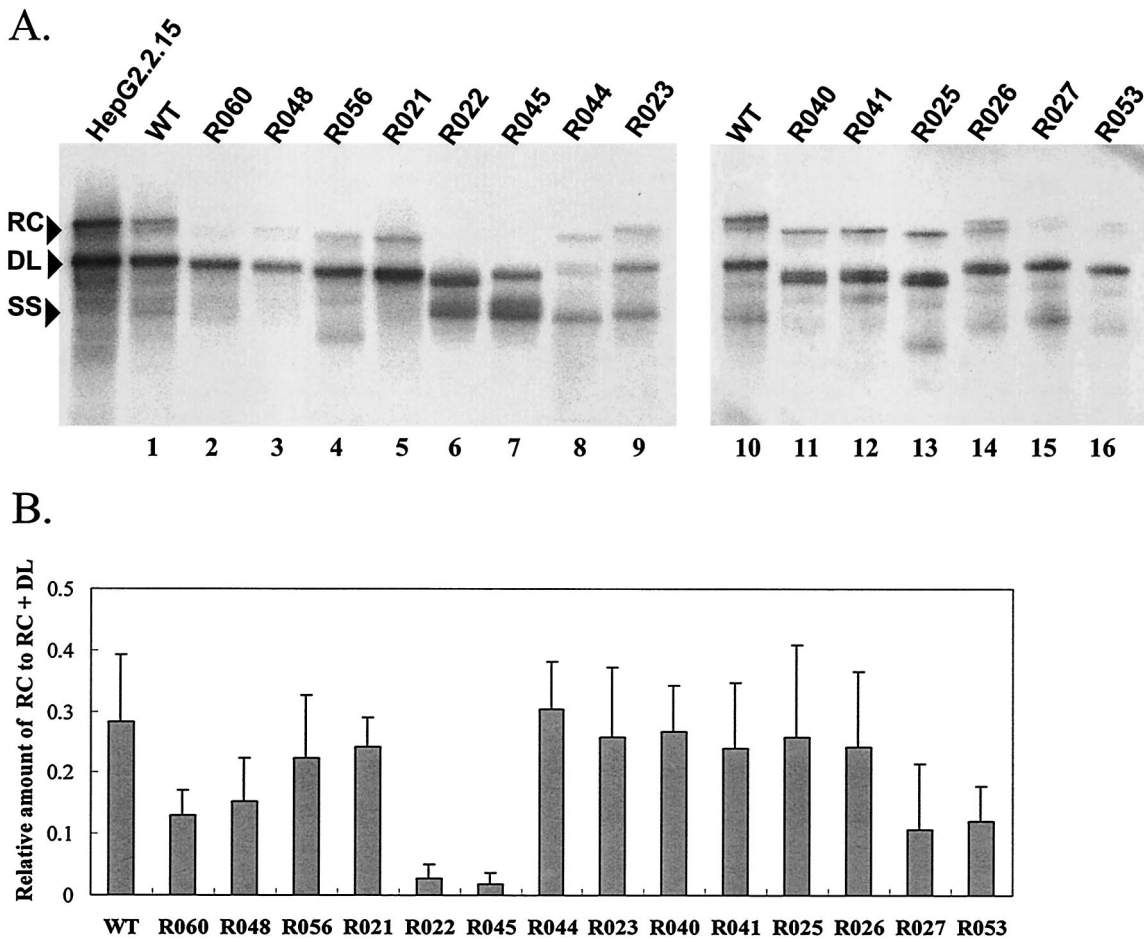 A.
HepG2.2.15 WT R060 R048 R056 R021 R022 R045 R044 R023 WT R040 R041 R025 R026 R027 R053
RC
DL
SS
1 2 3 4 5 6 7 8 9 10 11 12 13 14 15 16
B.
Relative amount of RC to RC + DL
0.5
0.4
0.3
0.2
0.1
0
WT R060 R048 R056 R021 R022 R045 R044 R023 R040 R041 R025 R026 R027 R053